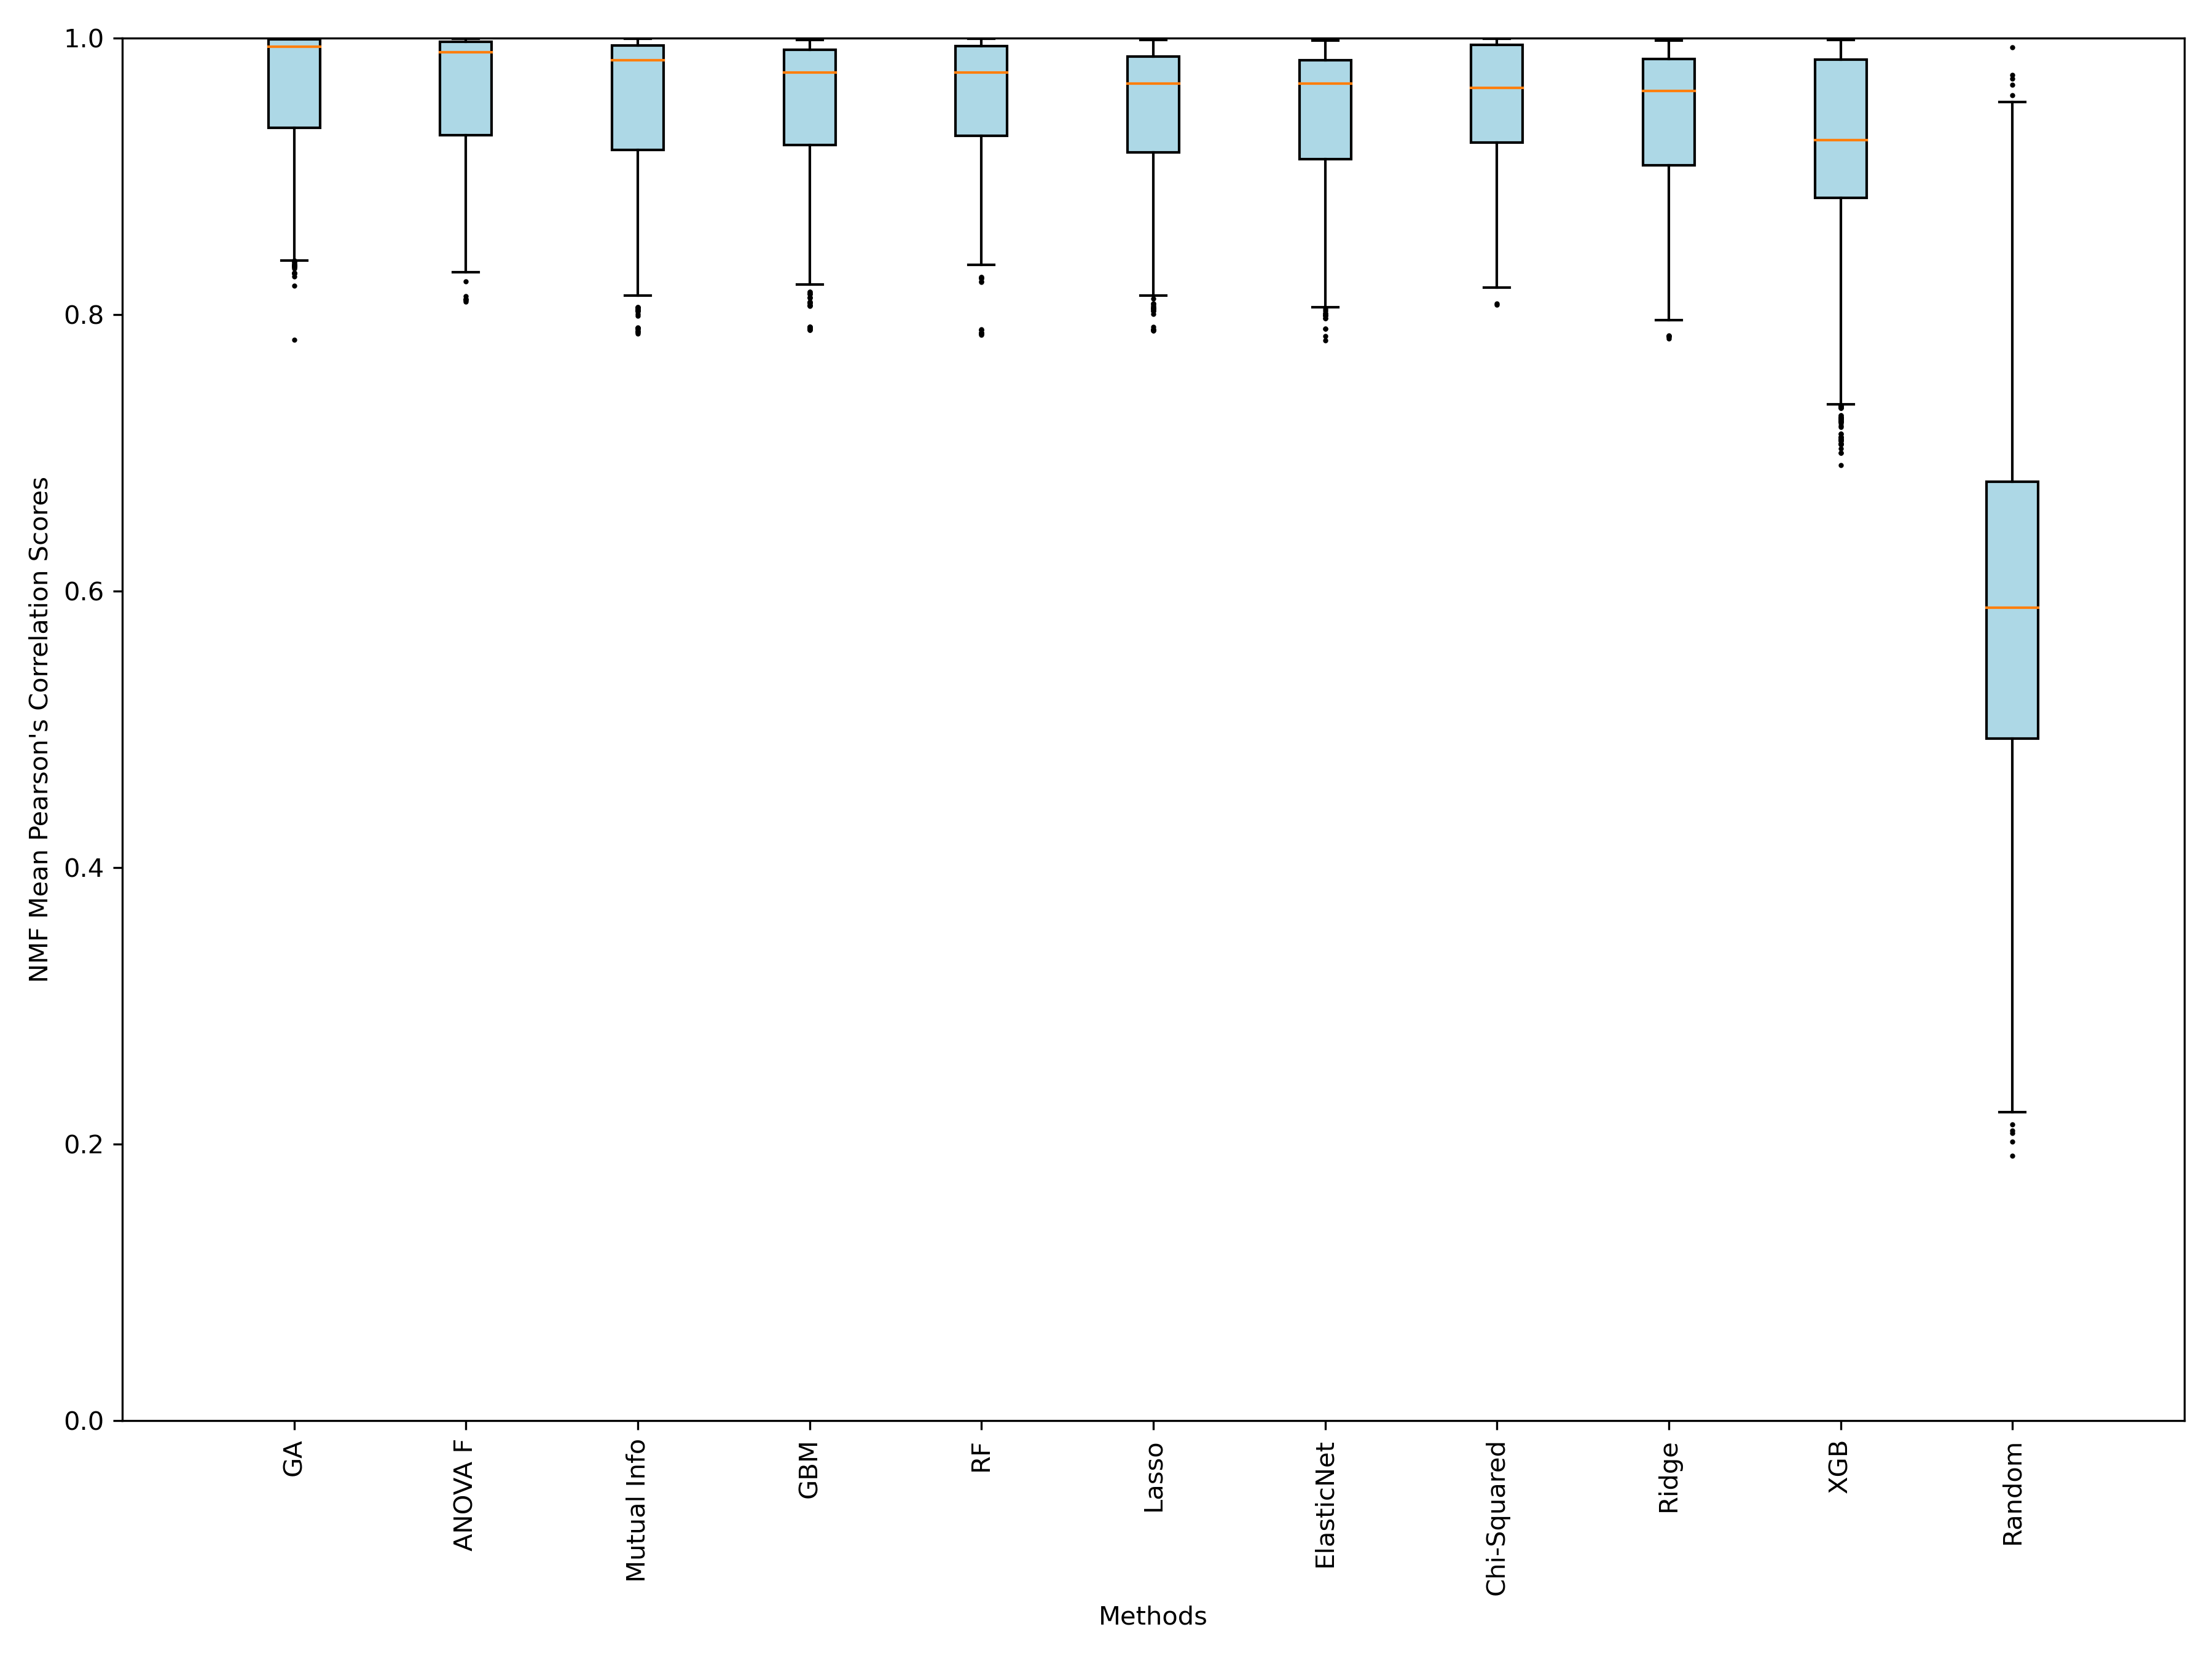 NMF Mean Pearson's Correlation Scores
1.0
0.8
0.6
0.4
0.2
0.0
GA
ANOVA F
Mutual Info
GBM
RF
Lasso
ElasticNet
Chi-Squared
Ridge
XGB
Random
Methods